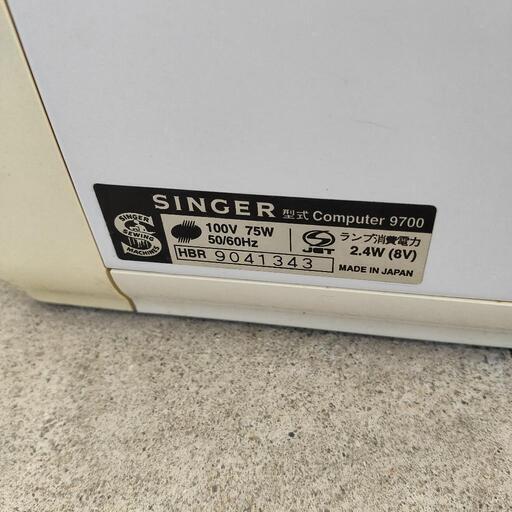 SINGER 型式 Computer 9700
SINGER
SEWING
MACHINES
100V 75W
50/60Hz
JET
ランプ消費電力
2.4W (8V)
HBR 9041343
MADE IN JAPAN